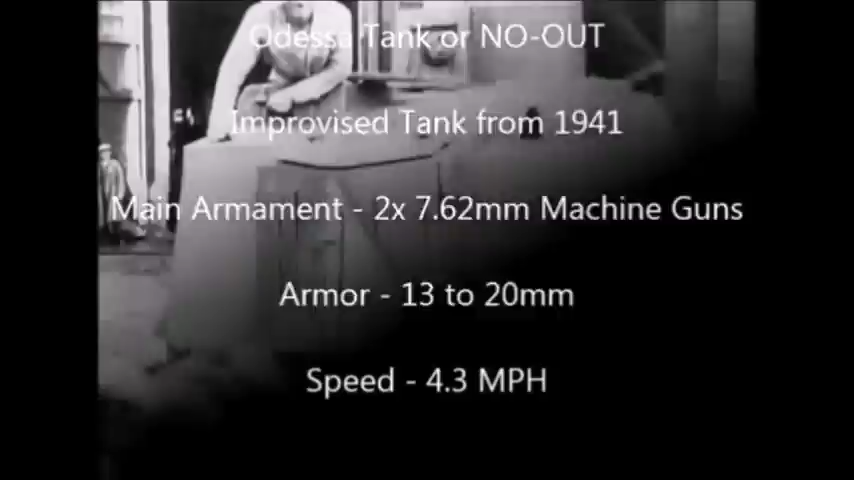 Odessa Tank or NO-OUT
Improvised Tank from 1941
Main Armament - 2x 7.62mm Machine Guns
Armor - 13 to 20mm
Speed - 4.3 MPH